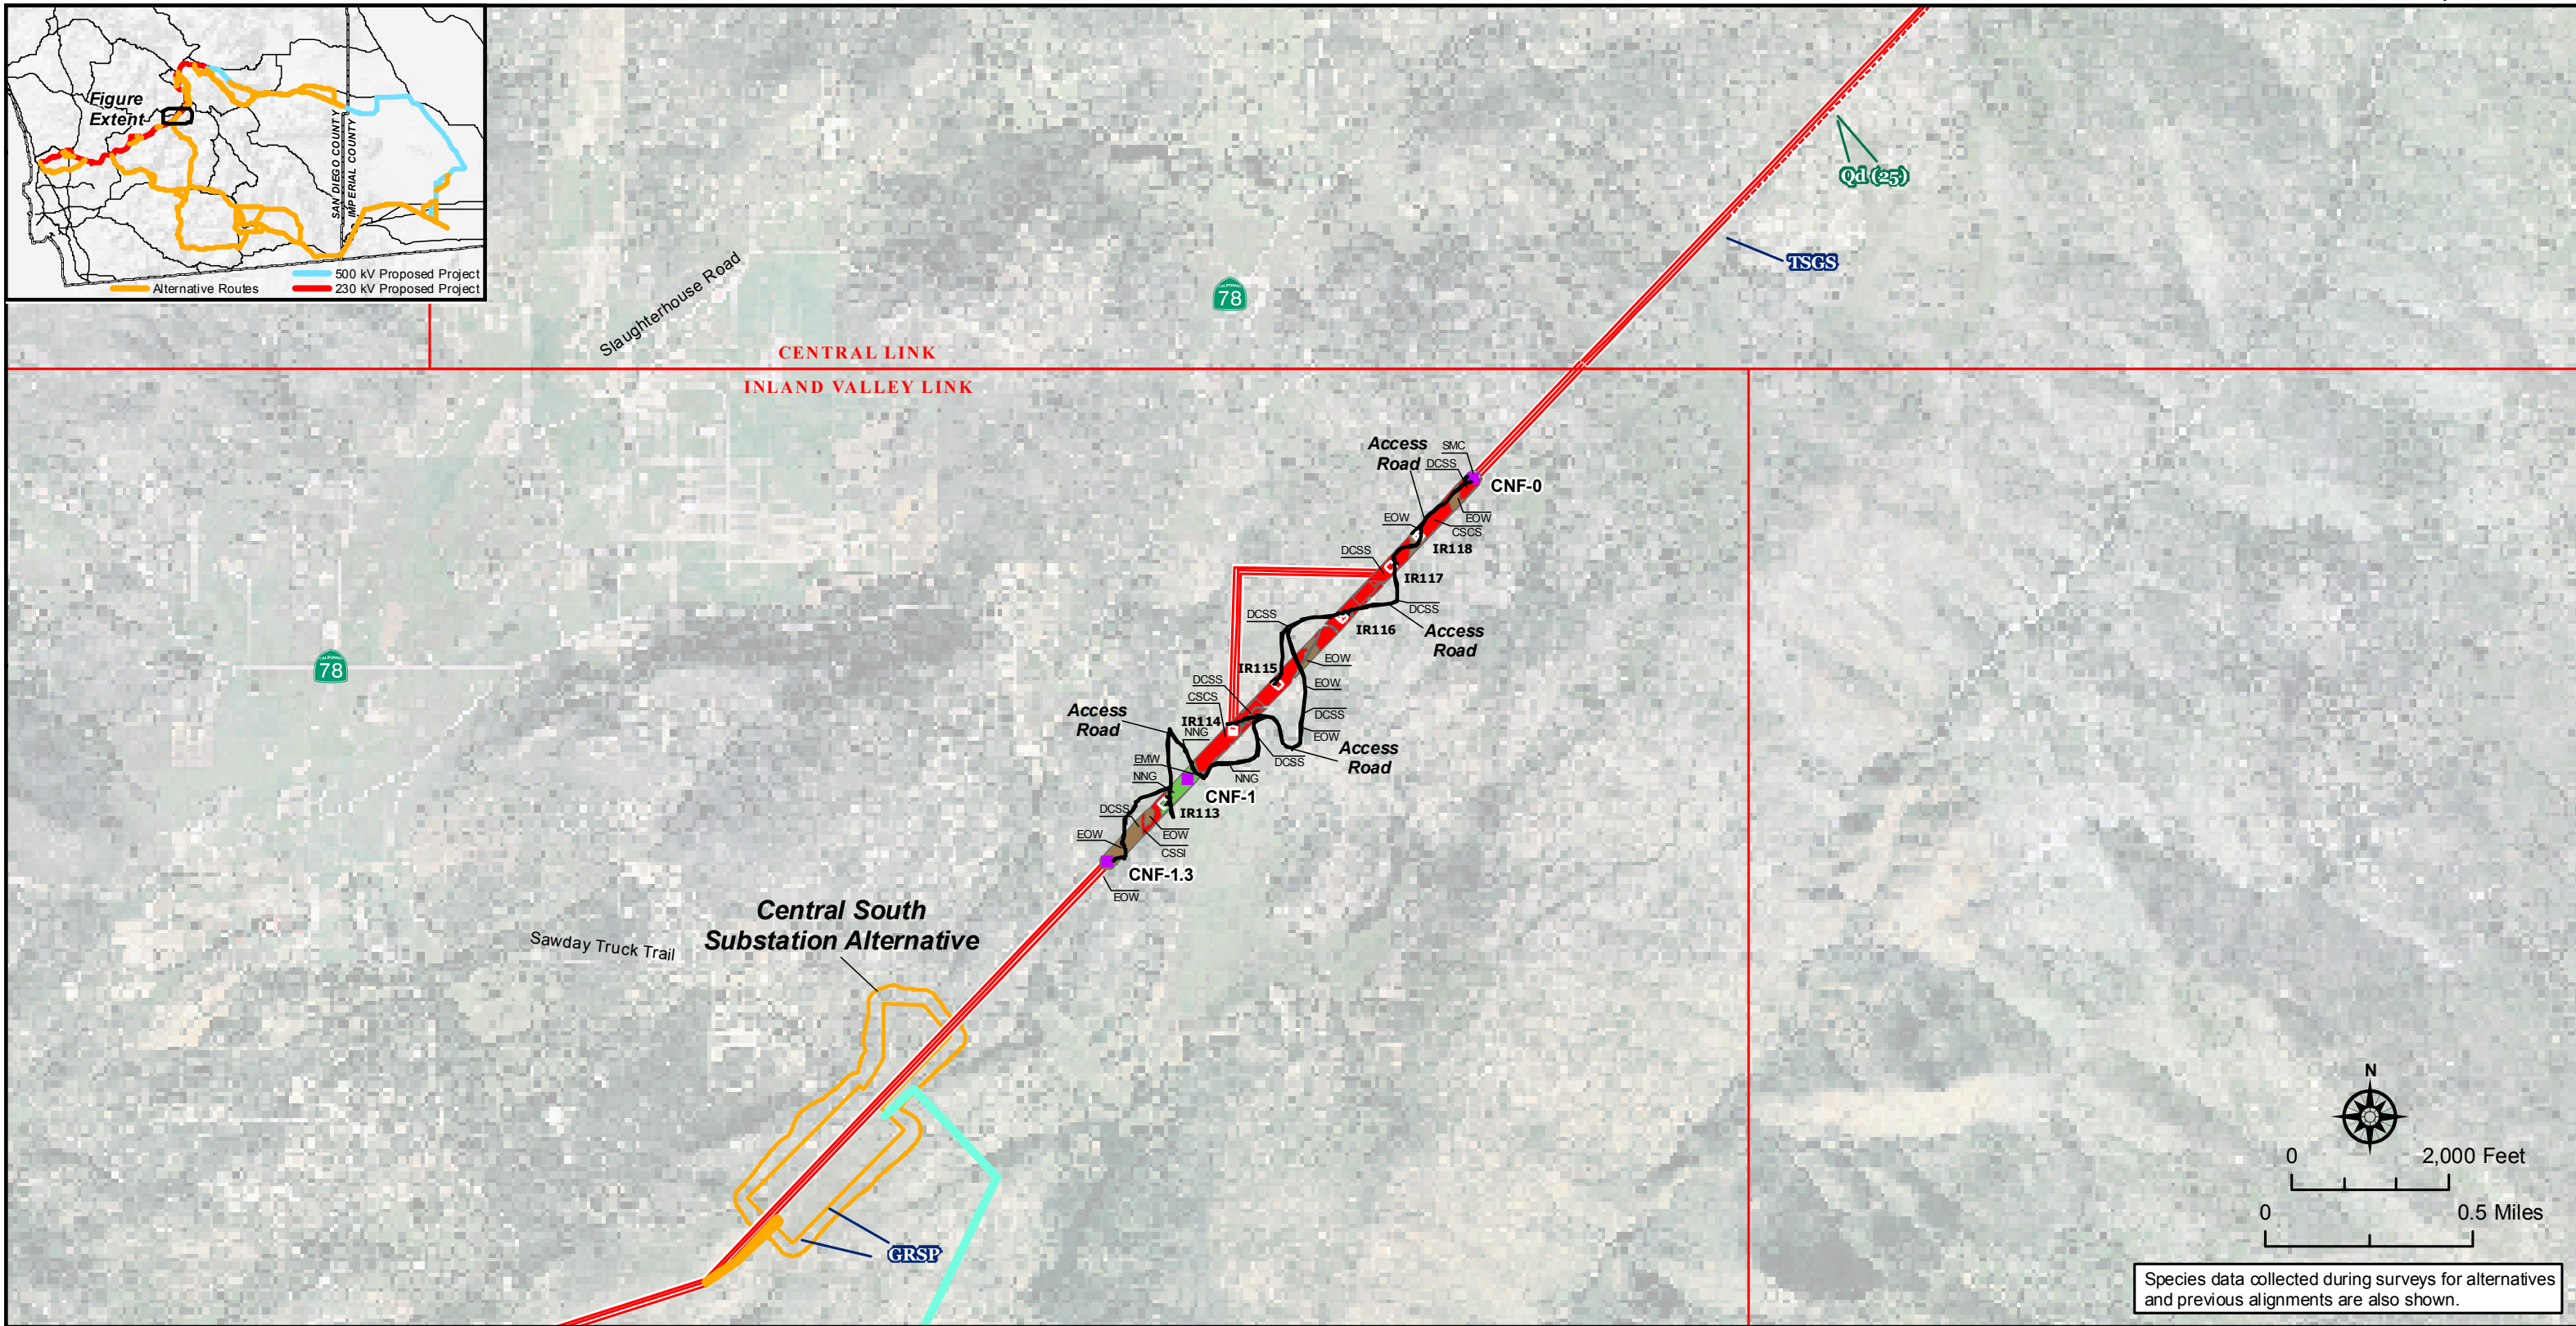 Figure
Extent
SAN DIEGO COUNTY
IMPERIAL COUNTY
500 kV Proposed Project
Alternative Routes
230 kV Proposed Project
Qd (25)
TSGS
Slaughterhouse Road
CALIFORNIA
78
CENTRAL LINK
INLAND VALLEY LINK
Access
Road
SMC
DCSS
CNF-0
EOW
EOW
CSCS
IR118
DCSS
IR117
DCSS
DCSS
IR116
Access
Road
EOW
IR115
DCSS
EOW
CSCS
DCSS
Access
Road
IR114
NNG
EOW
Access
Road
EMW
DCSS
NNG
NNG
CNF-1
DCSS
IR113
EOW
EOW
CSSI
CNF-1.3
EOW
CALIFORNIA
78
Central South
Substation Alternative
Sawday Truck Trail
GRSP
N
0 2,000 Feet
0 0.5 Miles
Species data collected during surveys for alternatives
and previous alignments are also shown.